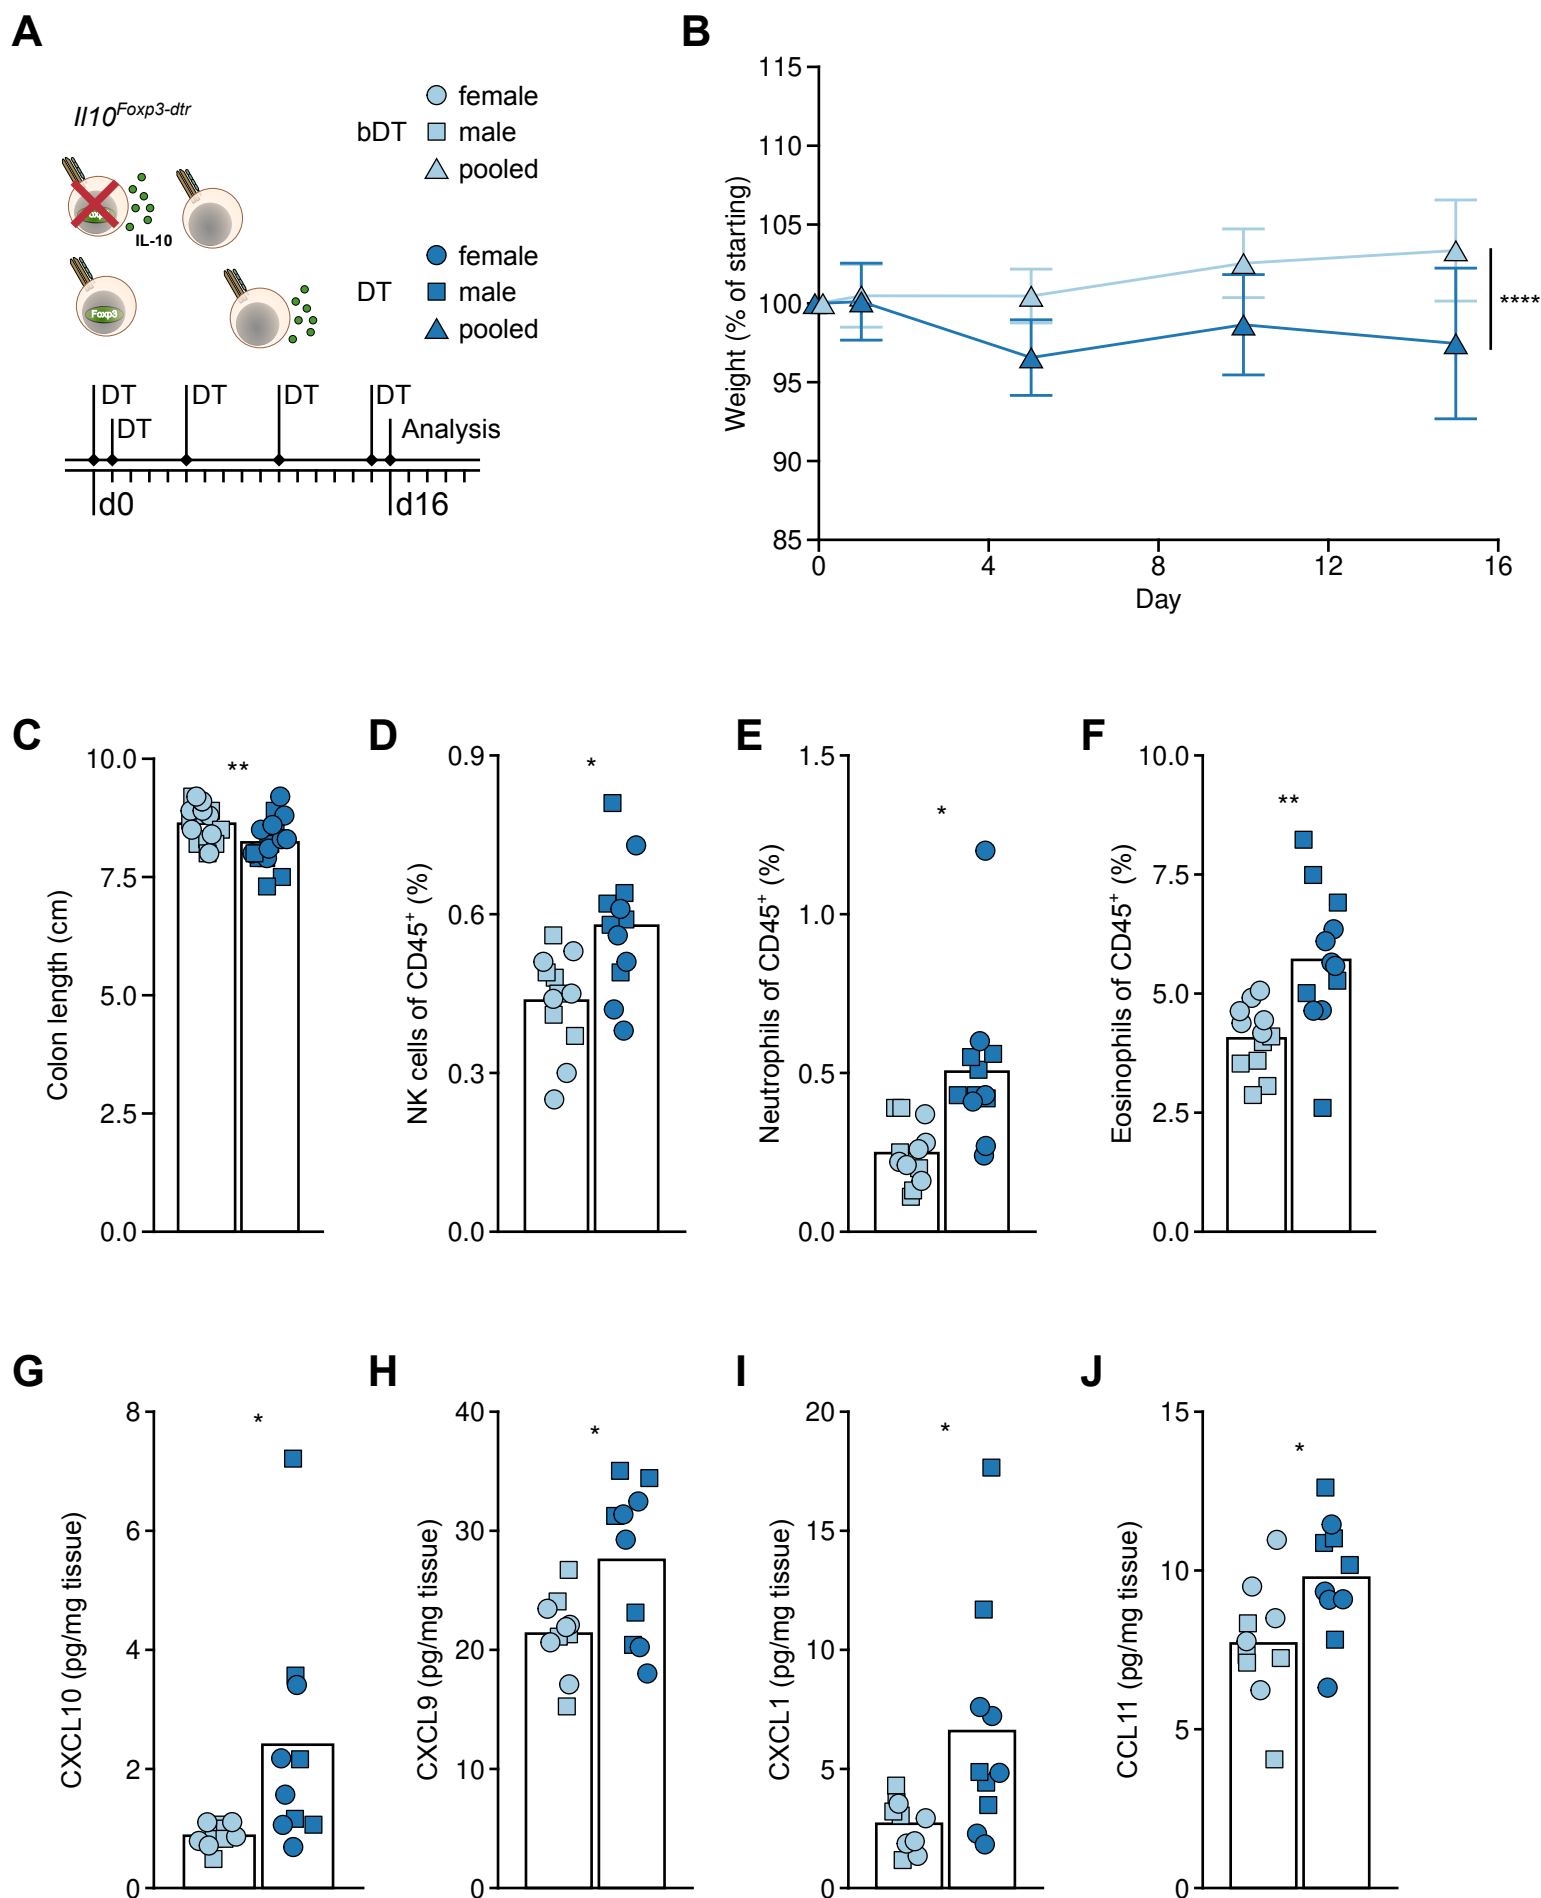 A
Il10Foxp3-dtr
bDT
female
male
pooled
DT
female
male
pooled
IL-10
Foxp3
DT
DT
DT
DT
DT
Analysis
d0
d16
B
Weight (% of starting)
115
110
105
100
95
90
85
0
4
8
12
16
Day
****
C
Colon length (cm)
10.0
7.5
5.0
2.5
0.0
**
D
NK cells of CD45+ (%)
0.9
0.6
0.3
0.0
*
E
Neutrophils of CD45+ (%)
1.5
1.0
0.5
0.0
*
F
Eosinophils of CD45+ (%)
10.0
7.5
5.0
2.5
0.0
**
G
CXCL10 (pg/mg tissue)
8
6
4
2
0
*
H
CXCL9 (pg/mg tissue)
40
30
20
10
0
*
I
CXCL1 (pg/mg tissue)
20
15
10
5
0
*
J
CCL11 (pg/mg tissue)
15
10
5
0
*